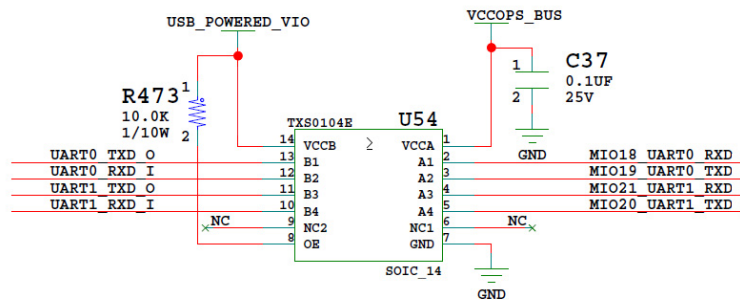 USB_POWERED_VIO
VCCOPS_BUS
R473
1
10.0K
1/10W
2
C37
1
0.1UF
2
25V
GND
TXS0104E
U54
14 VCCB VCCA 1
UART0_TXD_O 13 B1 A1 2 MIO18_UART0_RXD
UART0_RXD_I 12 B2 A2 3 MIO19_UART0_TXD
UART1_TXD_O 11 B3 A3 4 MIO21_UART1_RXD
UART1_RXD_I 10 B4 A4 5 MIO20_UART1_TXD
NC 9 NC2 NC1 6 NC
8 OE GND 7
SOIC_14
GND